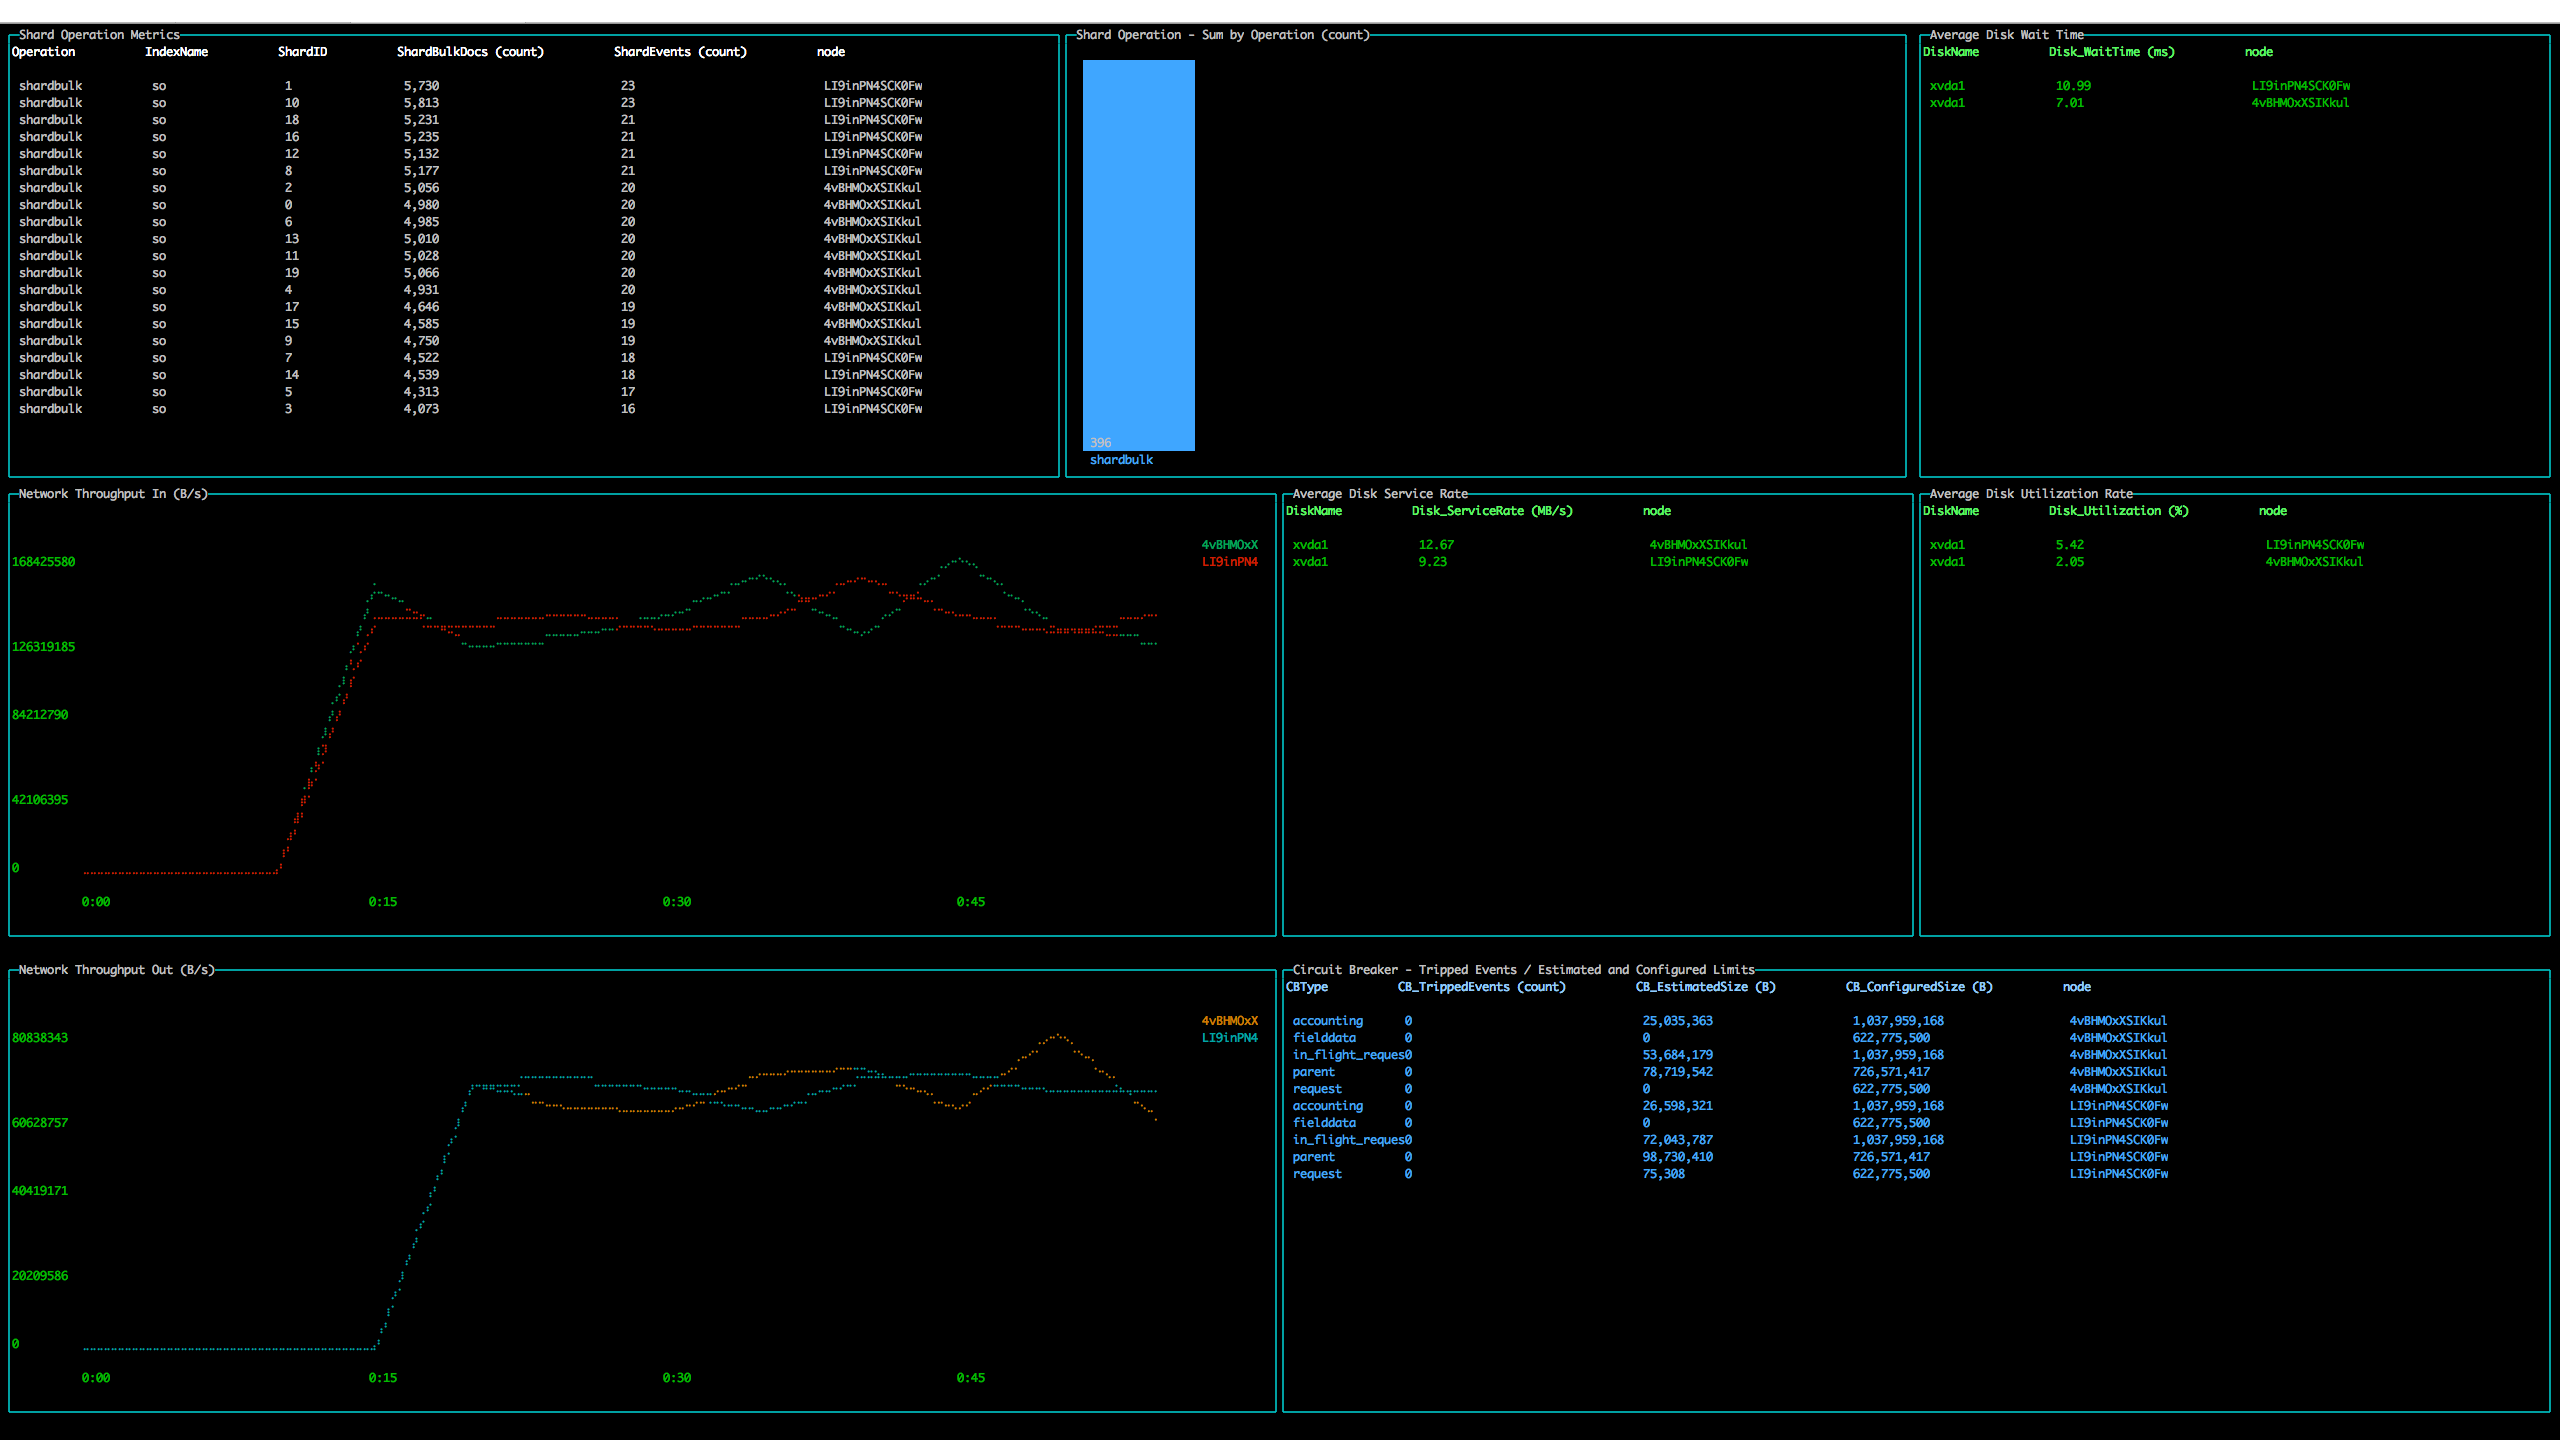 Shard Operation Metrics
Operation IndexName ShardID ShardBulkDocs (count) ShardEvents (count) node
shardbulk so 1 5,730 23 LI9inPN4SCK0Fw
shardbulk so 10 5,813 23 LI9inPN4SCK0Fw
shardbulk so 18 5,231 21 LI9inPN4SCK0Fw
shardbulk so 16 5,235 21 LI9inPN4SCK0Fw
shardbulk so 12 5,132 21 LI9inPN4SCK0Fw
shardbulk so 8 5,177 21 LI9inPN4SCK0Fw
shardbulk so 2 5,056 20 4vBHMOxXSIKkul
shardbulk so 0 4,980 20 4vBHMOxXSIKkul
shardbulk so 6 4,985 20 4vBHMOxXSIKkul
shardbulk so 13 5,010 20 4vBHMOxXSIKkul
shardbulk so 11 5,028 20 4vBHMOxXSIKkul
shardbulk so 19 5,066 20 4vBHMOxXSIKkul
shardbulk so 4 4,931 20 4vBHMOxXSIKkul
shardbulk so 17 4,646 19 4vBHMOxXSIKkul
shardbulk so 15 4,585 19 4vBHMOxXSIKkul
shardbulk so 9 4,750 19 4vBHMOxXSIKkul
shardbulk so 7 4,522 18 LI9inPN4SCK0Fw
shardbulk so 14 4,539 18 LI9inPN4SCK0Fw
shardbulk so 5 4,313 17 LI9inPN4SCK0Fw
shardbulk so 3 4,073 16 LI9inPN4SCK0Fw
Shard Operation - Sum by Operation (count)
396
shardbulk
Average Disk Wait Time
DiskName Disk_WaitTime (ms) node
xvda1 10.99 LI9inPN4SCK0Fw
xvda1 7.01 4vBHMOxXSIKkul
Network Throughput In (B/s)
4vBHMOxX
LI9inPN4
168425580
126319185
84212790
42106395
0
0:00 0:15 0:30 0:45
Average Disk Service Rate
DiskName Disk_ServiceRate (MB/s) node
xvda1 12.67 4vBHMOxXSIKkul
xvda1 9.23 LI9inPN4SCK0Fw
Average Disk Utilization Rate
DiskName Disk_Utilization (%) node
xvda1 5.42 LI9inPN4SCK0Fw
xvda1 2.05 4vBHMOxXSIKkul
Network Throughput Out (B/s)
4vBHMOxX
LI9inPN4
80838343
60628757
40419171
20209586
0
0:00 0:15 0:30 0:45
Circuit Breaker - Tripped Events / Estimated and Configured Limits
CBType CB_TrippedEvents (count) CB_EstimatedSize (B) CB_ConfiguredSize (B) node
accounting 0 25,035,363 1,037,959,168 4vBHMOxXSIKkul
fielddata 0 0 622,775,500 4vBHMOxXSIKkul
in_flight_reques0 53,684,179 1,037,959,168 4vBHMOxXSIKkul
parent 0 78,719,542 726,571,417 4vBHMOxXSIKkul
request 0 0 622,775,500 4vBHMOxXSIKkul
accounting 0 26,598,321 1,037,959,168 LI9inPN4SCK0Fw
fielddata 0 0 622,775,500 LI9inPN4SCK0Fw
in_flight_reques0 72,043,787 1,037,959,168 LI9inPN4SCK0Fw
parent 0 98,730,410 726,571,417 LI9inPN4SCK0Fw
request 0 75,308 622,775,500 LI9inPN4SCK0Fw